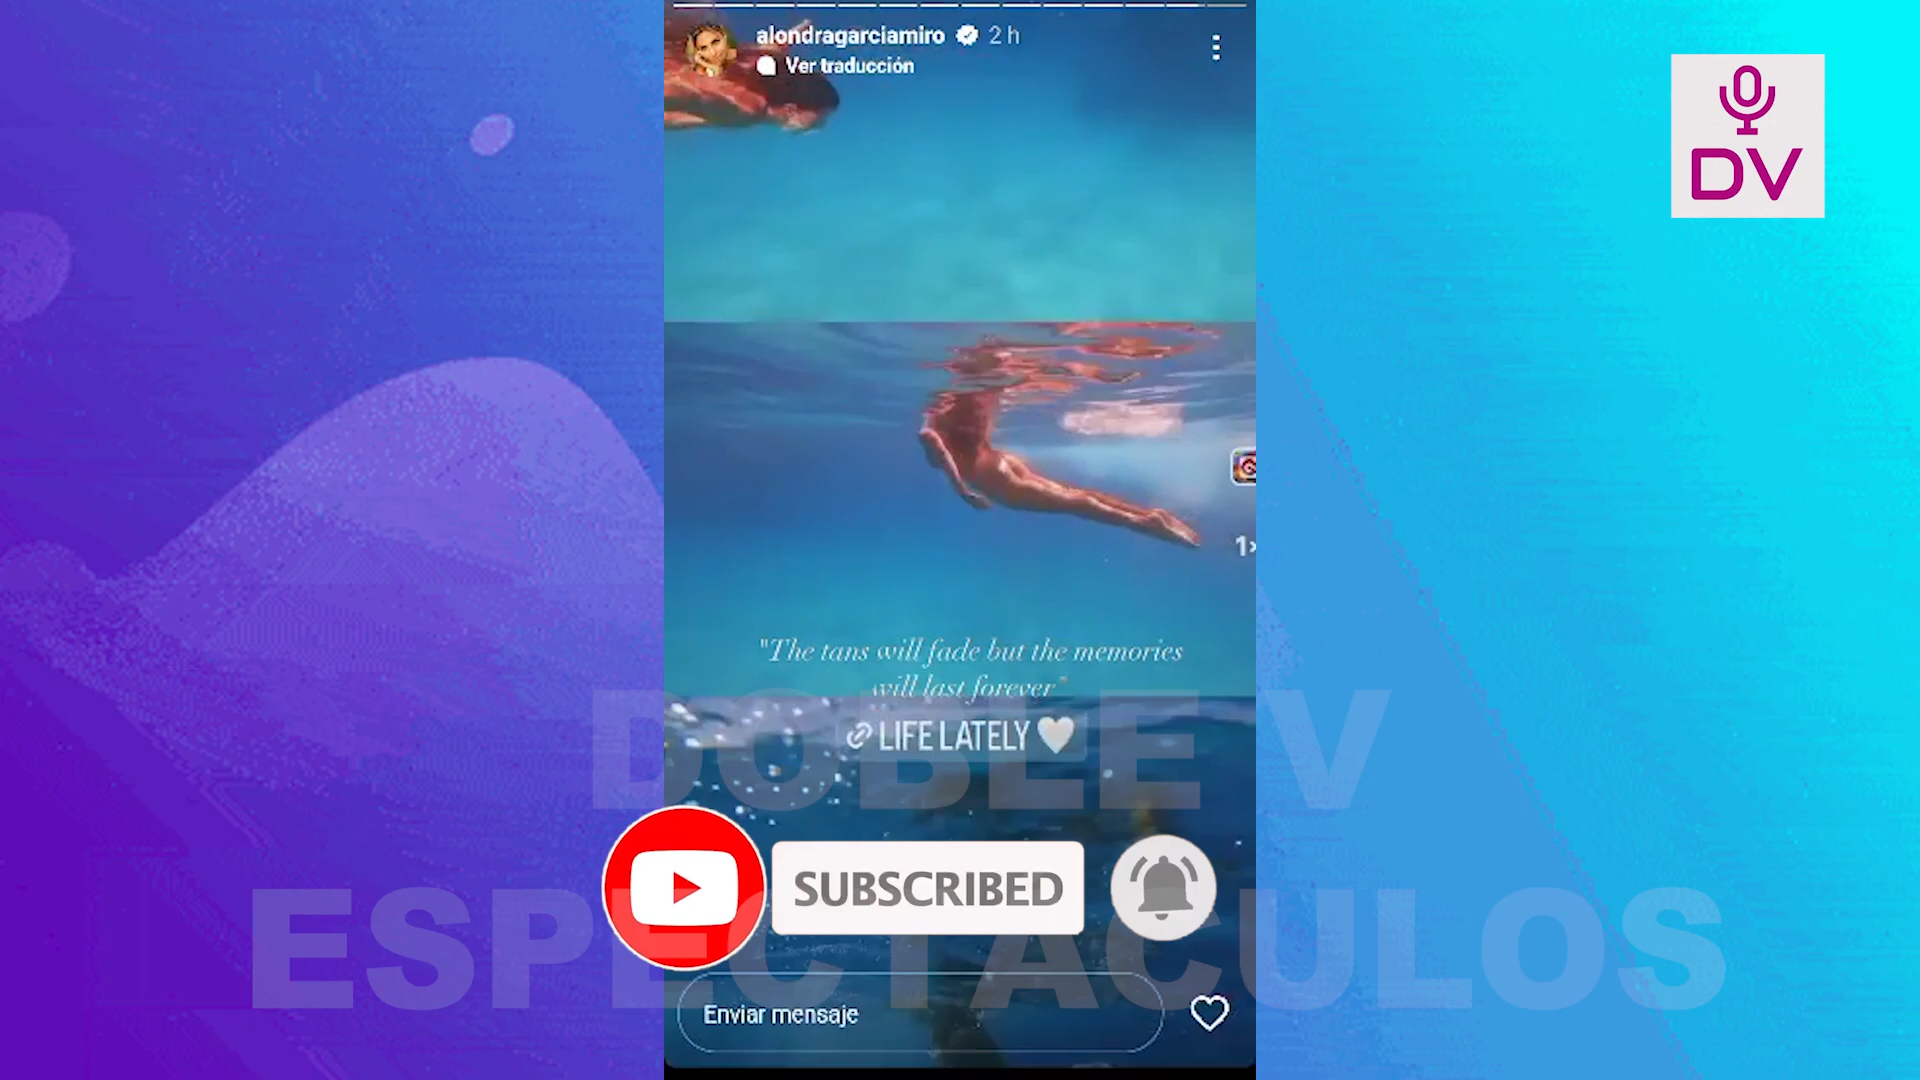 alondragarciamiro 2 h
Ver traducción
DV
1×
"The tans will fade but the memories
will last forever"
LIFE LATELY
DOBLE V
SUBSCRIBED
ESPECTACULOS
Enviar mensaje